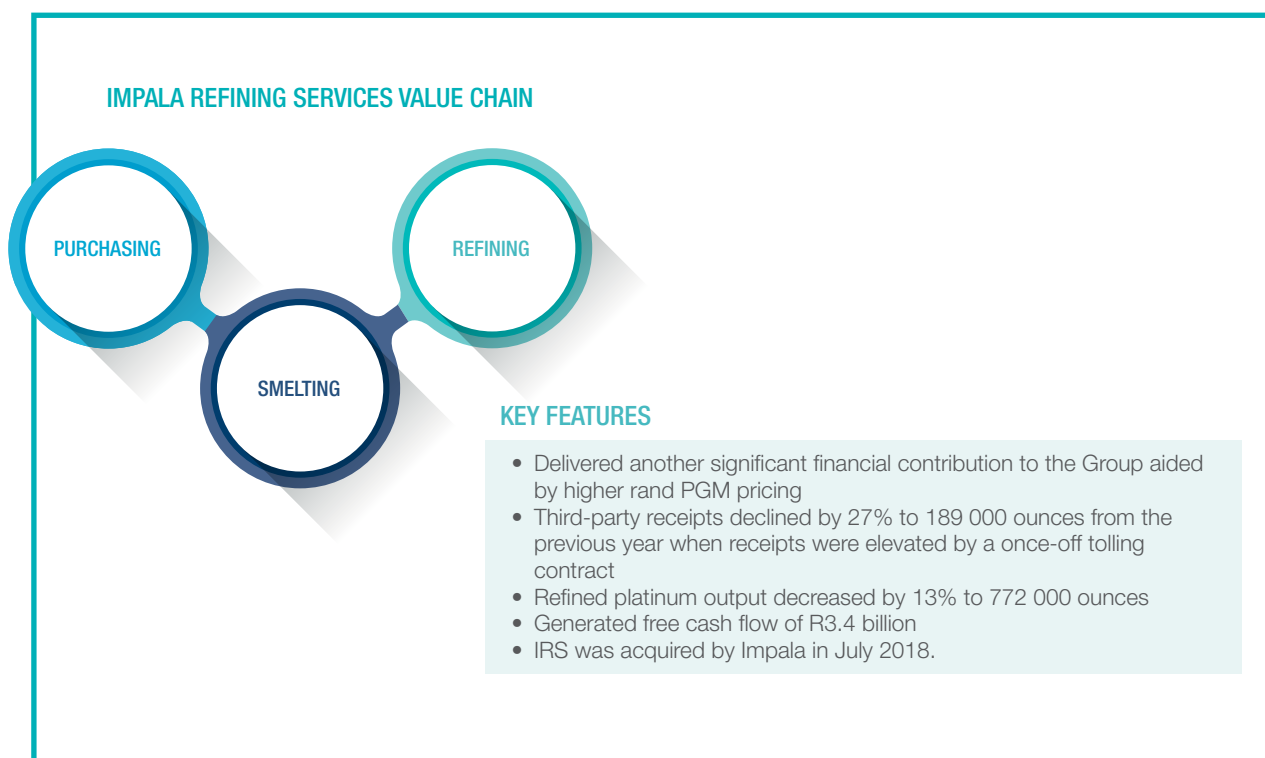 IMPALA REFINING SERVICES VALUE CHAIN
PURCHASING
REFINING
SMELTING
KEY FEATURES
• Delivered another significant financial contribution to the Group aided
by higher rand PGM pricing
• Third-party receipts declined by 27% to 189 000 ounces from the
previous year when receipts were elevated by a once-off tolling
contract
• Refined platinum output decreased by 13% to 772 000 ounces
• Generated free cash flow of R3.4 billion
• IRS was acquired by Impala in July 2018.